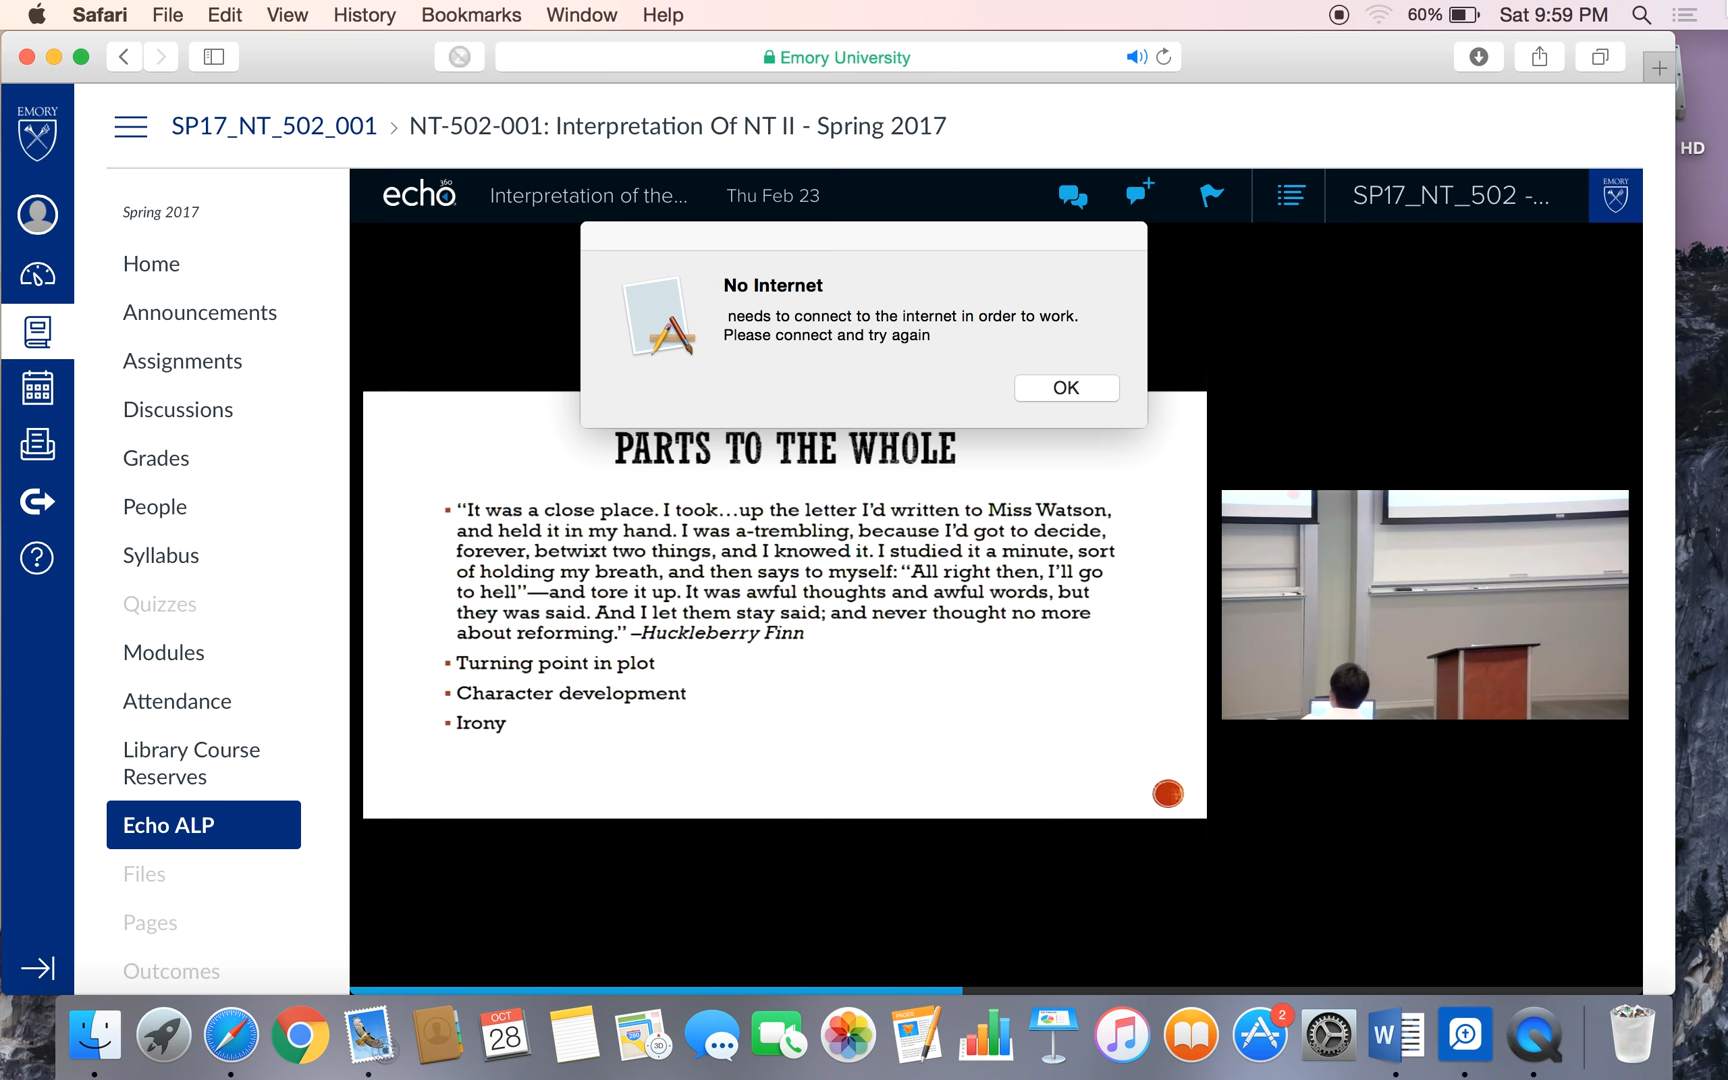 Safari File Edit View History Bookmarks Window Help 60% Sat 9:59 PM
Emory University
EMORY
SP17_NT_502_001 › NT-502-001: Interpretation Of NT II - Spring 2017
HD
echo360 Interpretation of the... Thu Feb 23 SP17_NT_502 -... EMORY
Spring 2017
Home
Announcements
Assignments
Discussions
Grades
People
Syllabus
Quizzes
Modules
Attendance
Library Course
Reserves
Echo ALP
Files
Pages
Outcomes
No Internet
needs to connect to the internet in order to work.
Please connect and try again
OK
PARTS TO THE WHOLE
▪ “It was a close place. I took…up the letter I’d written to Miss Watson,
and held it in my hand. I was a-trembling, because I’d got to decide,
forever, betwixt two things, and I knowed it. I studied it a minute, sort
of holding my breath, and then says to myself: “All right then, I’ll go
to hell”—and tore it up. It was awful thoughts and awful words, but
they was said. And I let them stay said; and never thought no more
about reforming.” –Huckleberry Finn
▪ Turning point in plot
▪ Character development
▪ Irony
OCT
28
PAGES
3D
2
W